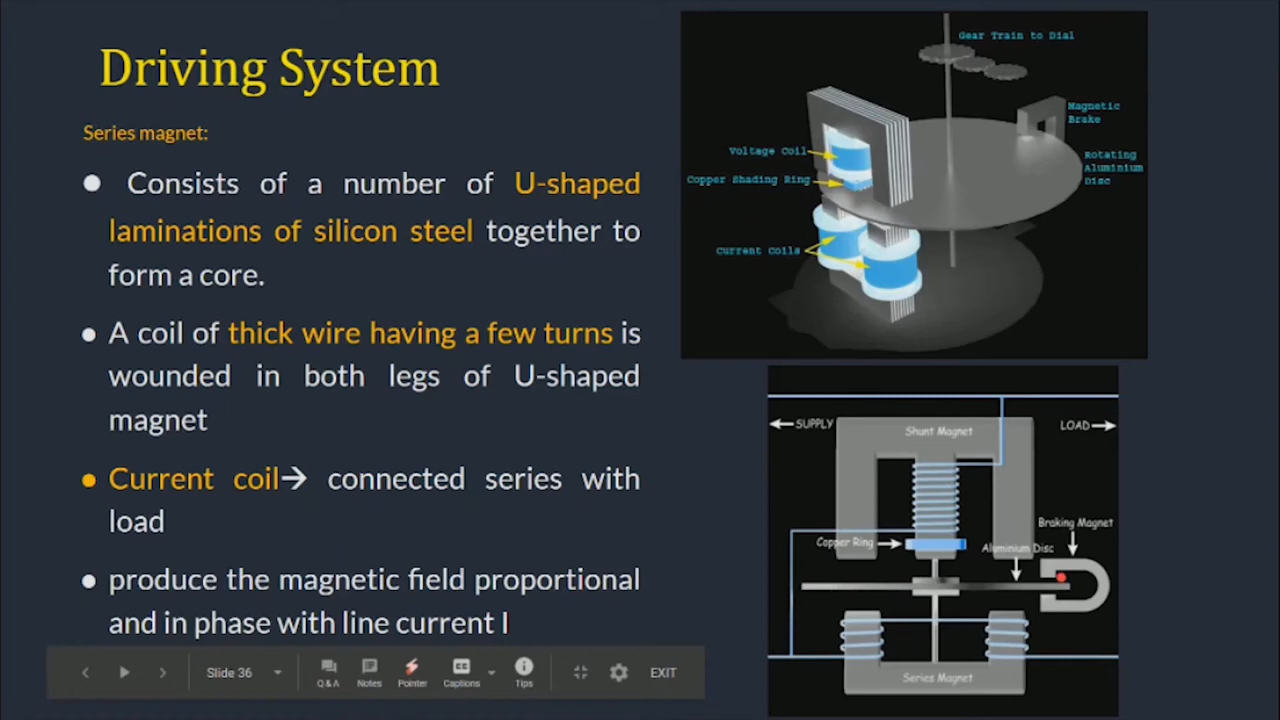 Driving System
Series magnet:
● Consists of a number of U-shaped
laminations of silicon steel together to
form a core.
● A coil of thick wire having a few turns is
wounded in both legs of U-shaped
magnet
● Current coil→ connected series with
load
● produce the magnetic field proportional
and in phase with line current I
Gear Train to Dial
Magnetic
Brake
Voltage Coil
Rotating
Aluminium
Disc
Copper Shading Ring
Current Coils
SUPPLY
Shunt Magnet
LOAD
Braking Magnet
Copper Ring
Aluminium Disc
Series Magnet
Slide 36
Q & A
Notes
Pointer
CC
Captions
Tips
EXIT